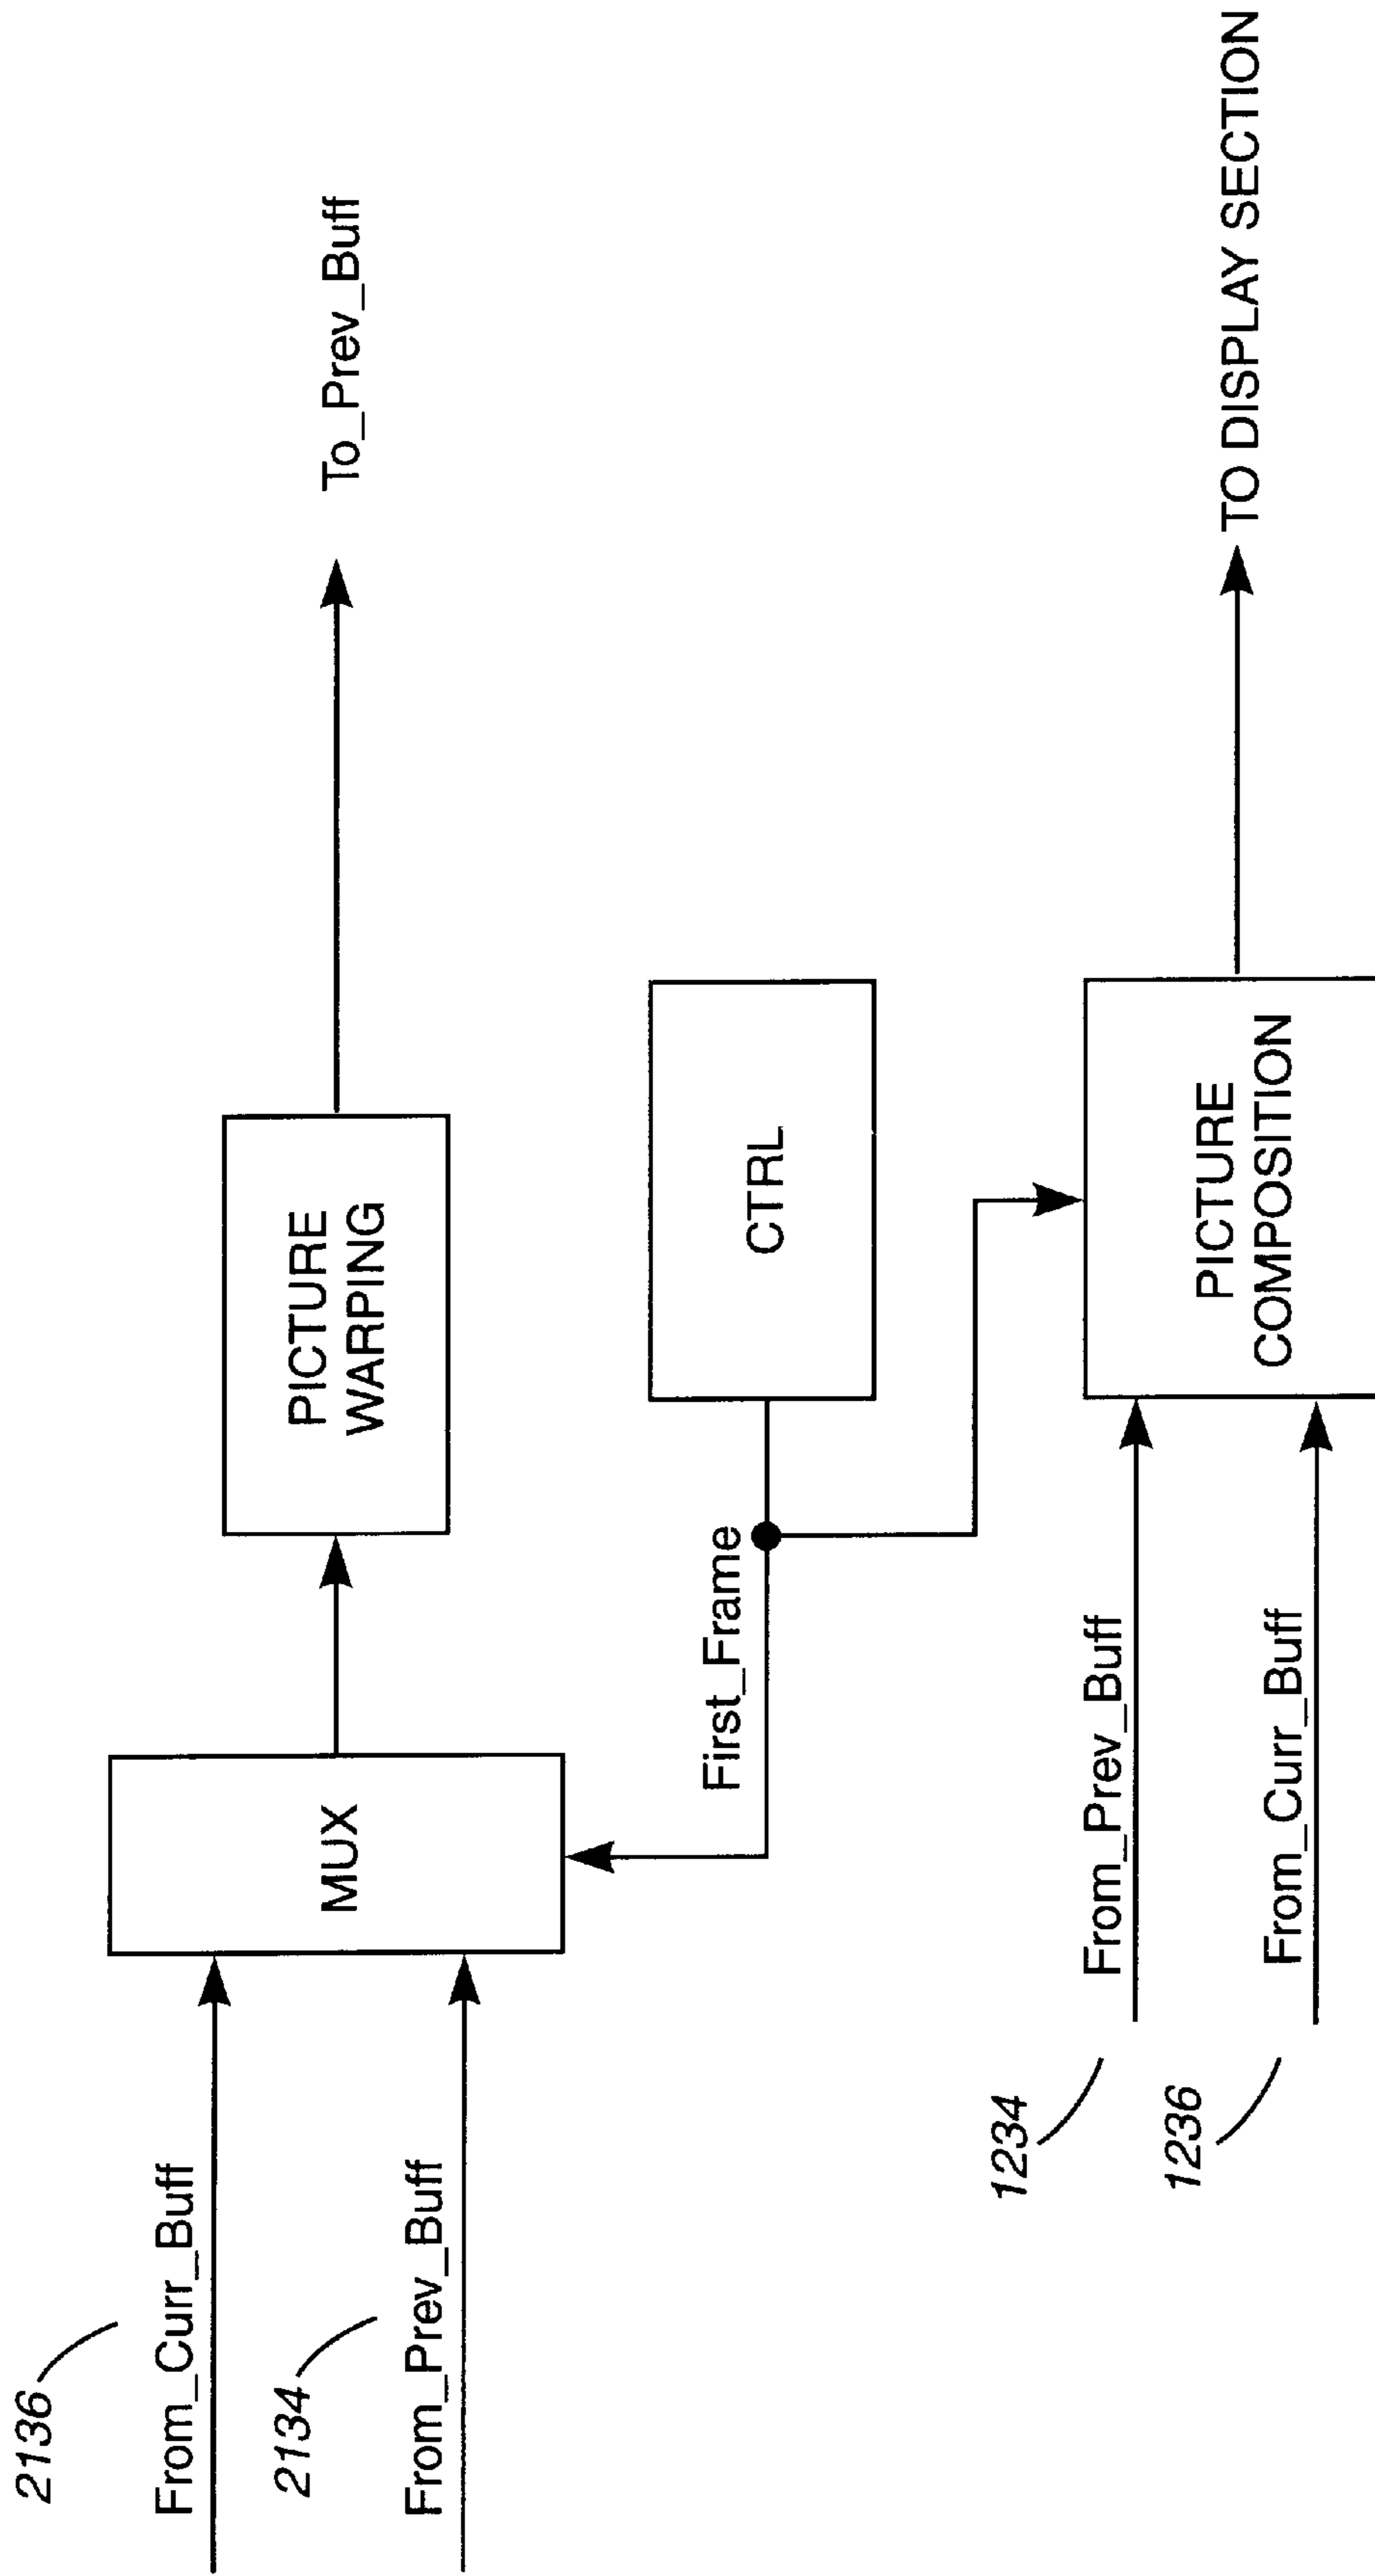 2136
From_Curr_Buff
2134
From_Prev_Buff
MUX
PICTURE
WARPING
To_Prev_Buff
First_Frame
CTRL
1234
From_Prev_Buff
1236
From_Curr_Buff
PICTURE
COMPOSITION
TO DISPLAY SECTION